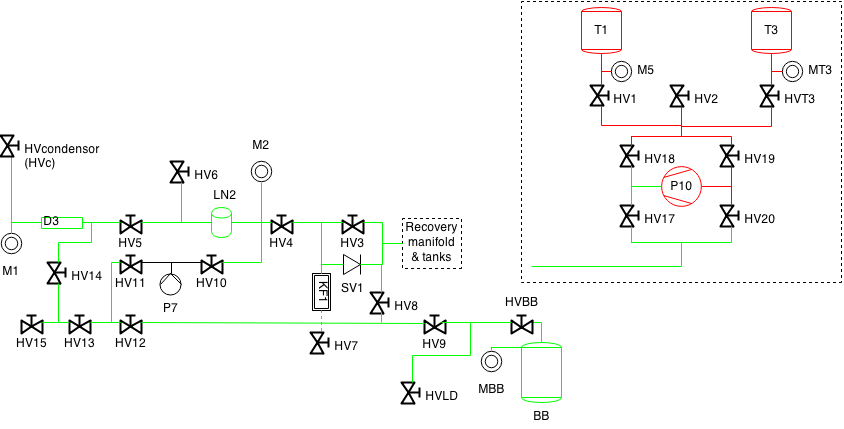 T1
T3
M5
MT3
HV1
HV2
HVT3
HVcondensor
(HVc)
M2
HV18
HV19
HV6
P10
LN2
D3
HV17
HV20
Recovery
manifold
& tanks
HV5
HV4
HV3
M1
HV14
HV11
HV10
SV1
KF1
P7
HV8
HVBB
HV15
HV13
HV12
HV7
HV9
MBB
HVLD
BB